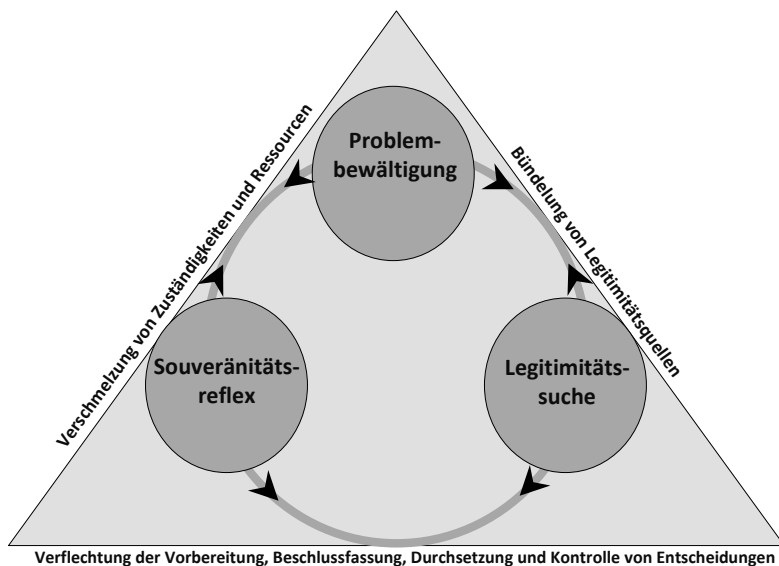 Problem-
bewältigung
Verschmelzung von Zuständigkeiten und Ressourcen
Bündelung von Legitimitätsquellen
Souveränitäts-
reflex
Legitimitäts-
suche
Verflechtung der Vorbereitung, Beschlussfassung, Durchsetzung und Kontrolle von Entscheidungen